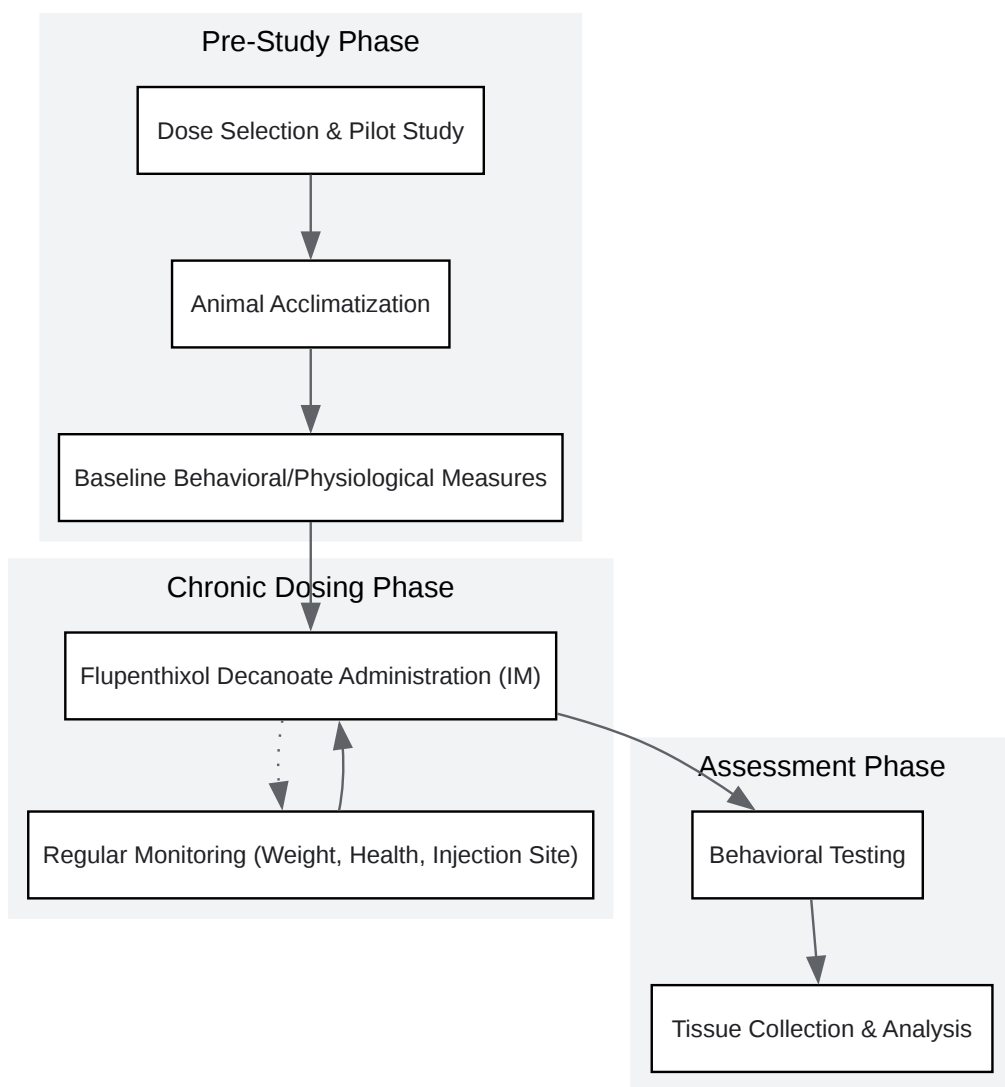 Pre-Study Phase
Dose Selection & Pilot Study
Animal Acclimatization
Baseline Behavioral/Physiological Measures
Chronic Dosing Phase
Flupenthixol Decanoate Administration (IM)
Regular Monitoring (Weight, Health, Injection Site)
Assessment Phase
Behavioral Testing
Tissue Collection & Analysis